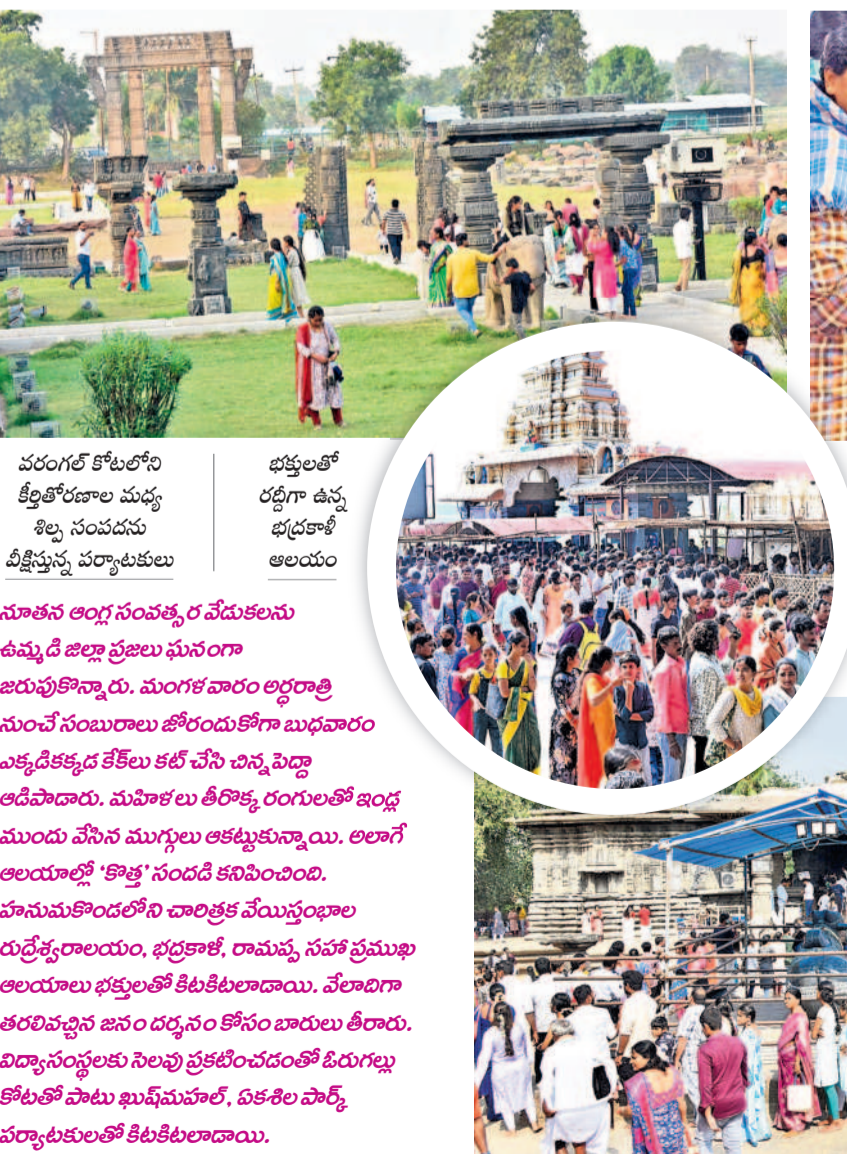 వరంగల్ కోటలోని
కీర్తితోరణాల మధ్య
శిల్ప సంపదను
వీక్షిస్తున్న పర్యాటకులు
భక్తులతో
రద్దీగా ఉన్న
భద్రకాళీ
ఆలయం
నూతన ఆంగ్ల సంవత్సర వేడుకలను
ఉమ్మడి జిల్లా ప్రజలు ఘనంగా
జరుపుకొన్నారు. మంగళ వారం అర్ధరాత్రి
నుంచే సంబురాలు జోరందుకోగా బుధవారం
ఎక్కడికక్కడ కేక్‌లు కట్ చేసి చిన్నపెద్దా
ఆడిపాడారు. మహిళలు తీరొక్క రంగులతో ఇండ్ల
ముందు వేసిన ముగ్గులు ఆకట్టుకున్నాయి. అలాగే
ఆలయాల్లో ‘కొత్త’ సందడి కనిపించింది.
హనుమకొండలోని చారిత్రక వేయిస్తంభాల
రుద్రేశ్వరాలయం, భద్రకాళీ, రామప్ప సహా ప్రముఖ
ఆలయాలు భక్తులతో కిటకిటలాడాయి. వేలాదిగా
తరలివచ్చిన జనం దర్శనం కోసం బారులు తీరారు.
విద్యాసంస్థలకు సెలవు ప్రకటించడంతో ఓరుగల్లు
కోటతో పాటు ఖుష్‌మహల్, ఏకశిల పార్క్
పర్యాటకులతో కిటకిటలాడాయి.